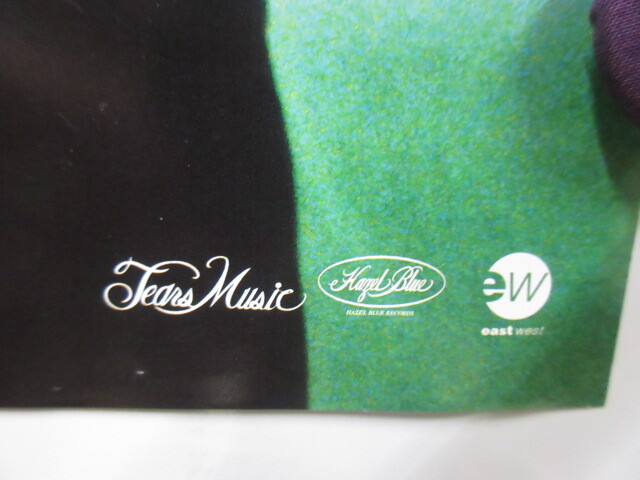 Tears Music
Hazel Blue
HAZEL BLUE RECORDS
ew
east west